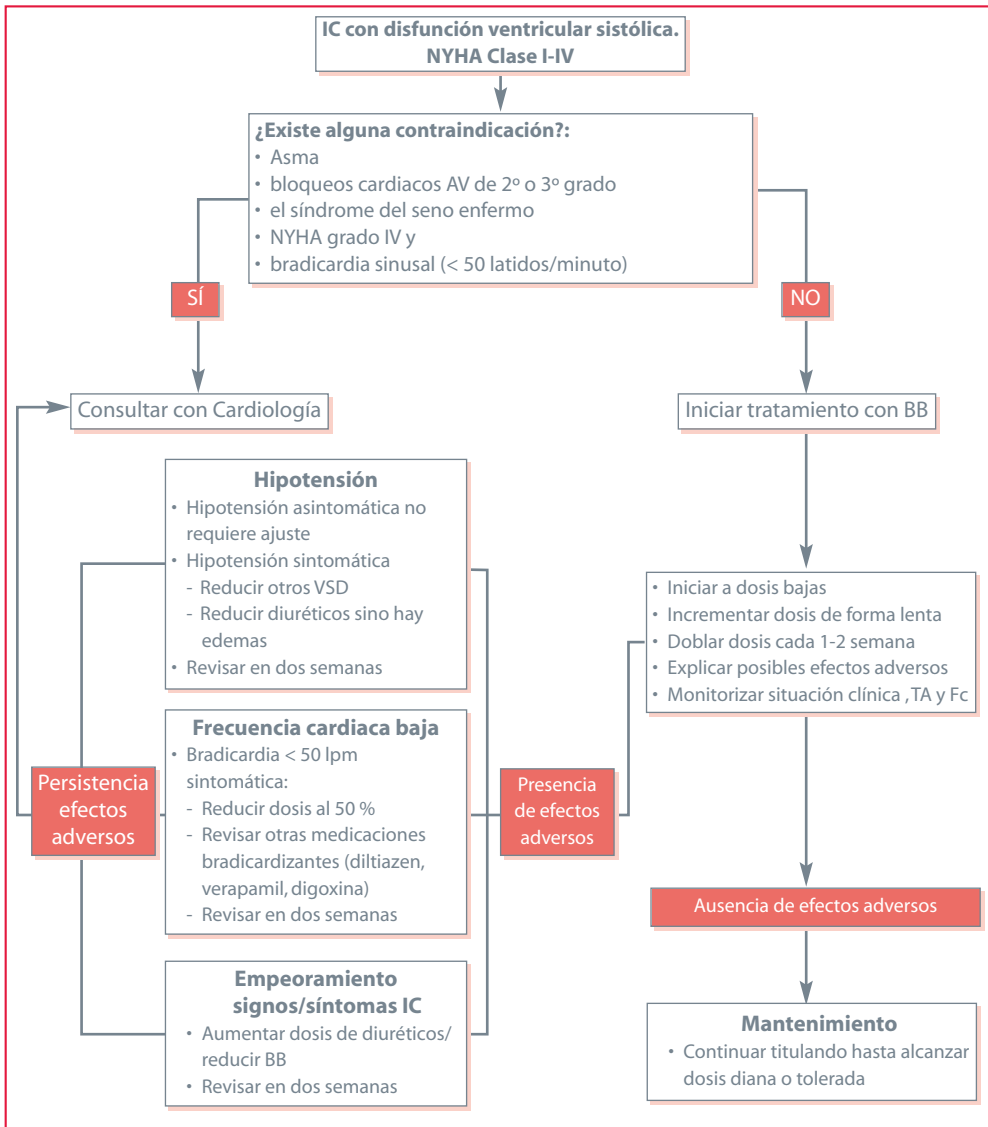 IC con disfunción ventricular sistólica.
NYHA Clase I-IV
¿Existe alguna contraindicación?:
• Asma
• bloqueos cardiacos AV de 2º o 3º grado
• el síndrome del seno enfermo
• NYHA grado IV y
• bradicardia sinusal (< 50 latidos/minuto)
SÍ
NO
Consultar con Cardiología
Iniciar tratamiento con BB
Hipotensión
• Hipotensión asintomática no
requiere ajuste
• Hipotensión sintomática
- Reducir otros VSD
- Reducir diuréticos sino hay
edemas
• Revisar en dos semanas
• Iniciar a dosis bajas
• Incrementar dosis de forma lenta
• Doblar dosis cada 1-2 semana
• Explicar posibles efectos adversos
• Monitorizar situación clínica , TA y Fc
Frecuencia cardiaca baja
• Bradicardia < 50 lpm
sintomática:
- Reducir dosis al 50 %
- Revisar otras medicaciones
bradicardizantes (diltiazen,
verapamil, digoxina)
- Revisar en dos semanas
Persistencia
efectos
adversos
Presencia
de efectos
adversos
Ausencia de efectos adversos
Empeoramiento
signos/síntomas IC
• Aumentar dosis de diuréticos/
reducir BB
• Revisar en dos semanas
Mantenimiento
• Continuar titulando hasta alcanzar
dosis diana o tolerada